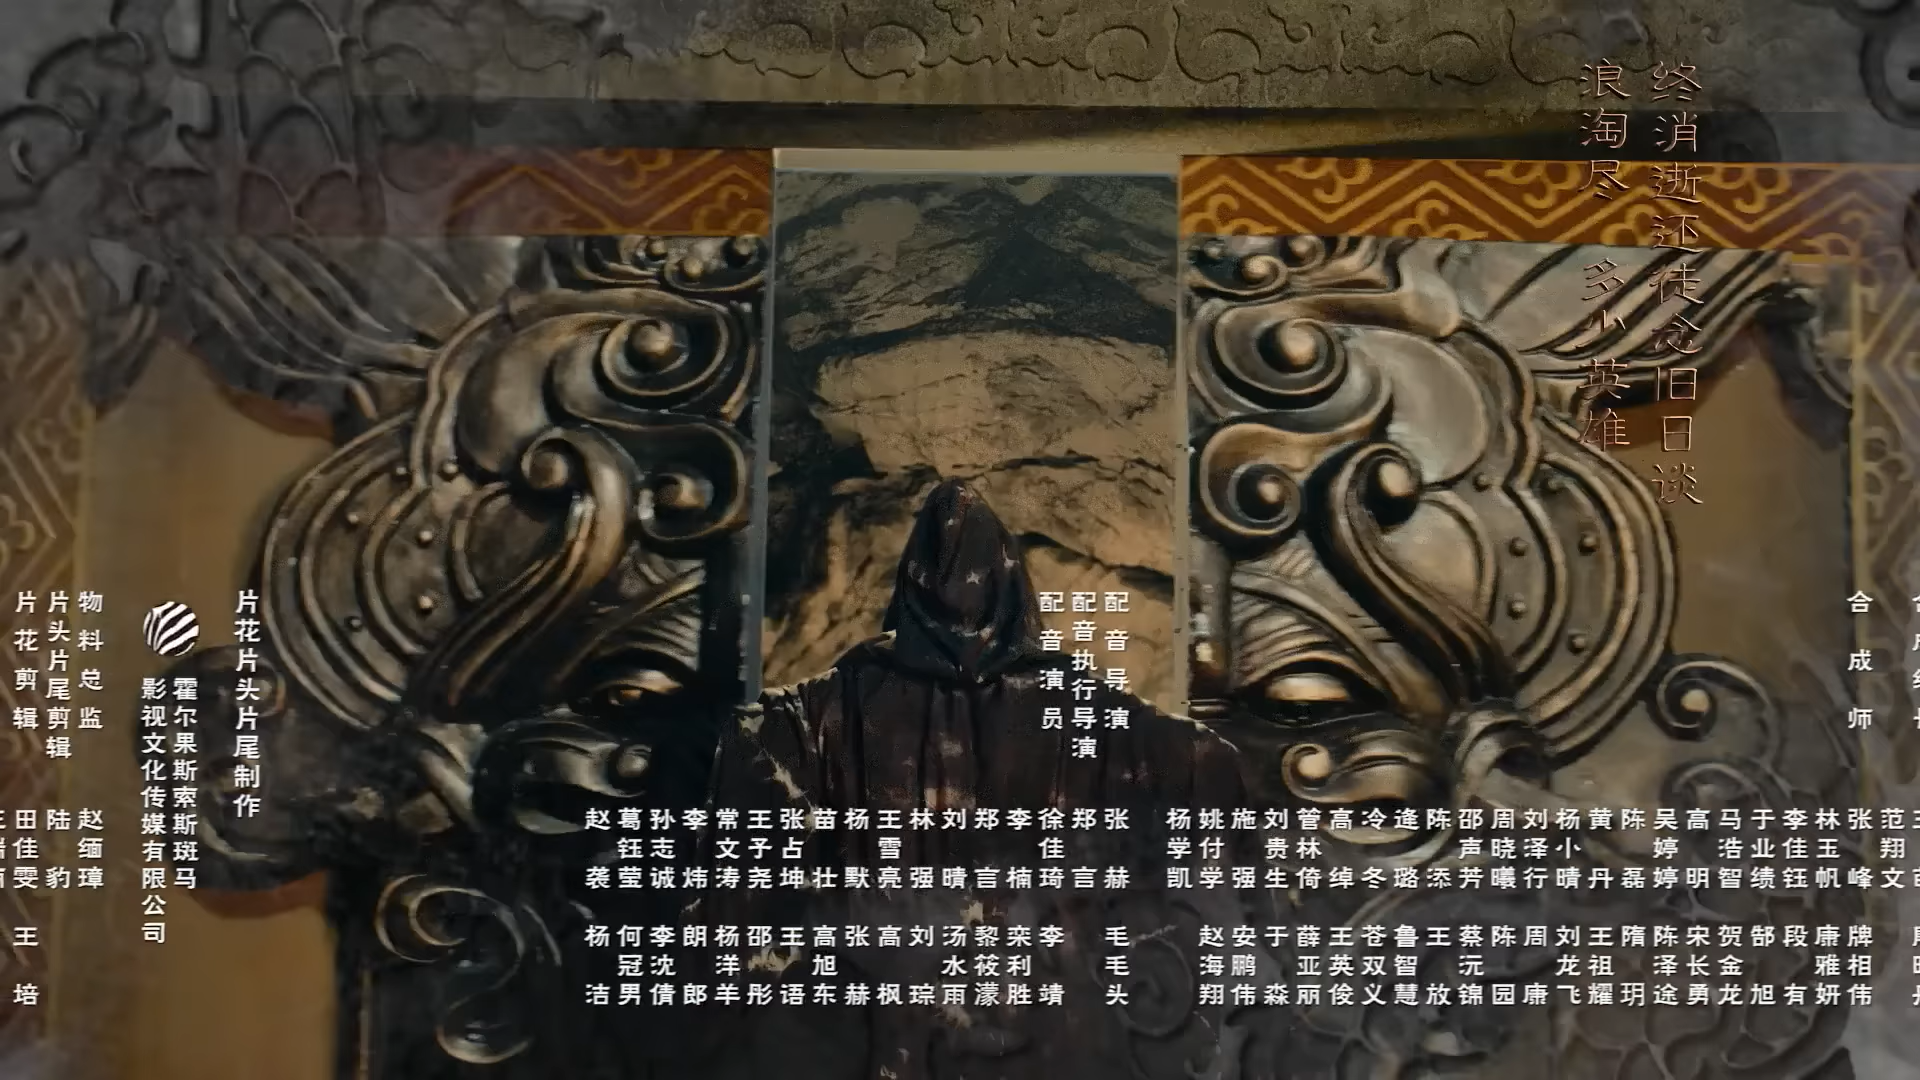 终消逝还徒念旧日谈
浪淘尽 多少英雄
范翔文
合成师
张峰
牌相伟
林玉帆
康雅妍
李佳钰
段有
于业绩
郜旭
马浩智
贺金龙
高明
宋长勇
吴婷婷
陈泽途
陈磊
隋玥
黄丹
王祖耀
杨小晴
刘龙飞
刘泽行
周康
周晓曦
陈园
邵声芳
蔡沅锦
陈添
王放
逄璐
鲁智慧
冷冬
苍双义
高绰
王英俊
管林倚
薛亚丽
刘贵生
于淼
施强
安鹏伟
姚付学
赵海翔
杨学凯
配音导演
张赫
毛毛头
配音执行导演
郑言
配音演员
徐佳琦
李靖
李楠
栾利胜
郑言
黎筱濛
刘晴
汤水雨
林强
刘琮
王雪亮
高枫
杨默
张赫
苗壮
高旭东
张占坤
王语
王子尧
邵彤
常文涛
杨洋羊
李炜
朗郎
孙志诚
李沈倩
葛钰莹
何冠男
赵袭
杨洁
片花片头片尾制作
霍尔果斯索斯斑马
影视文化传媒有限公司
物料总监
赵缅璋
片头片尾剪辑
陆豹
片花剪辑
田佳雯
王培